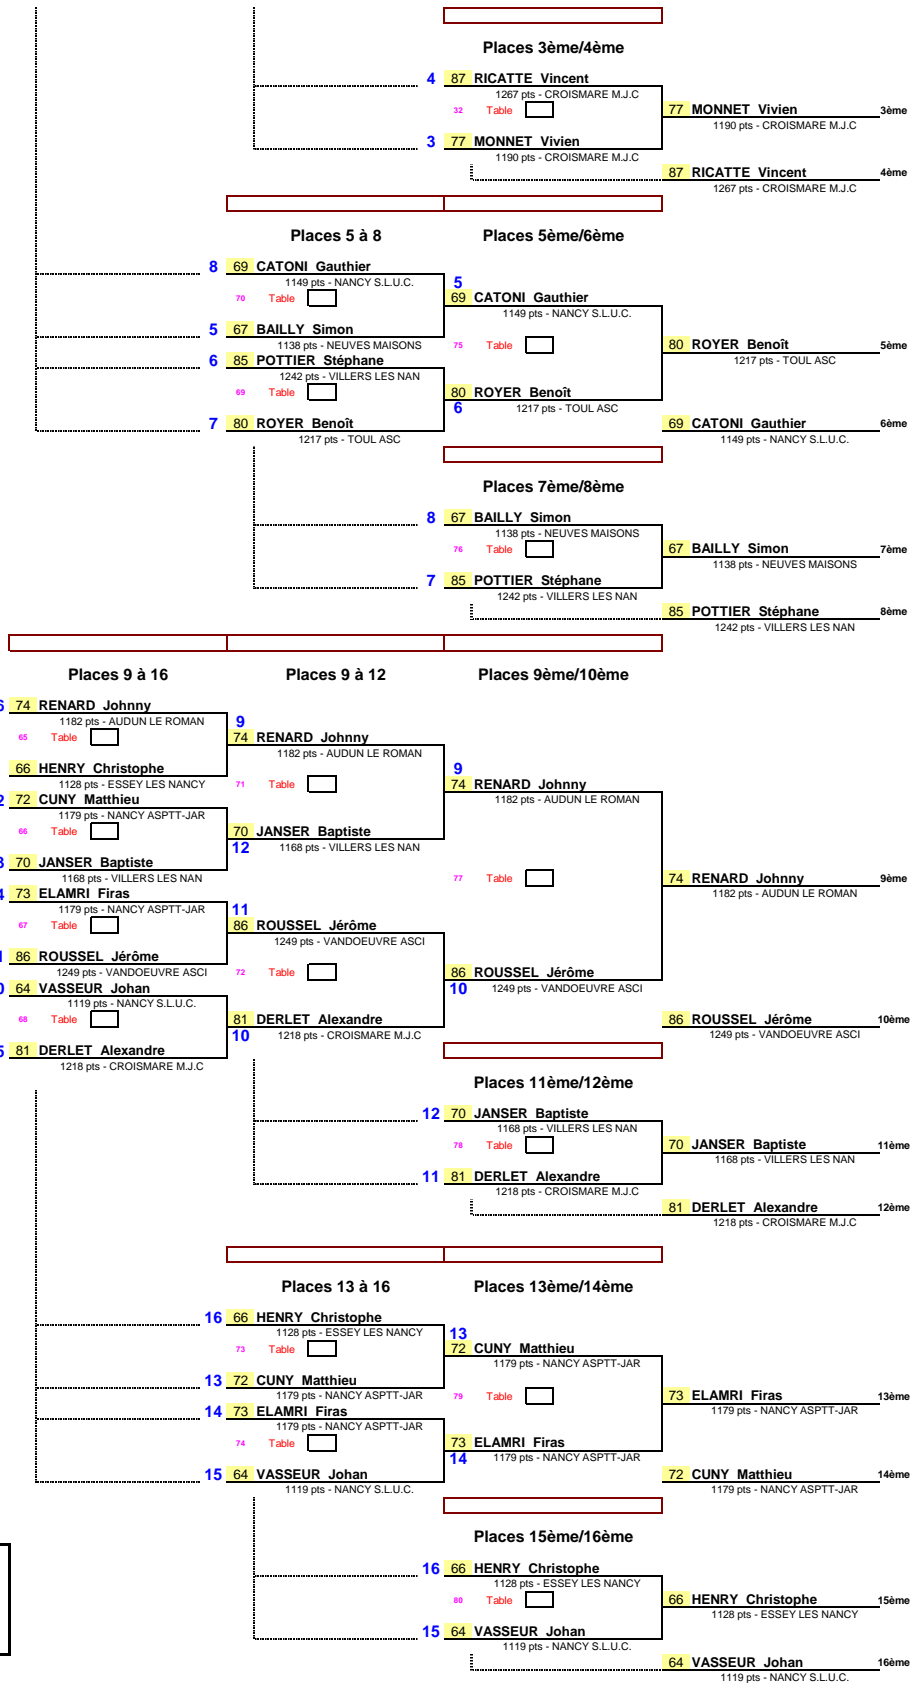 Places 3ème/4ème
4 87 RICATTE Vincent
1267 pts - CROISMARE M.J.C
32 Table
77 MONNET Vivien 3ème
1190 pts - CROISMARE M.J.C
3 77 MONNET Vivien
1190 pts - CROISMARE M.J.C
87 RICATTE Vincent 4ème
1267 pts - CROISMARE M.J.C
Places 5 à 8 Places 5ème/6ème
8 69 CATONI Gauthier
1149 pts - NANCY S.L.U.C.
5
70 Table
69 CATONI Gauthier
1149 pts - NANCY S.L.U.C.
5 67 BAILLY Simon
1138 pts - NEUVES MAISONS
75 Table
80 ROYER Benoît 5ème
1217 pts - TOUL ASC
6 85 POTTIER Stéphane
1242 pts - VILLERS LES NAN
69 Table
80 ROYER Benoît
6 1217 pts - TOUL ASC
7 80 ROYER Benoît
1217 pts - TOUL ASC
69 CATONI Gauthier 6ème
1149 pts - NANCY S.L.U.C.
Places 7ème/8ème
8 67 BAILLY Simon
1138 pts - NEUVES MAISONS
76 Table
67 BAILLY Simon 7ème
1138 pts - NEUVES MAISONS
7 85 POTTIER Stéphane
1242 pts - VILLERS LES NAN
85 POTTIER Stéphane 8ème
1242 pts - VILLERS LES NAN
Places 9 à 16 Places 9 à 12 Places 9ème/10ème
74 RENARD Johnny
1182 pts - AUDUN LE ROMAN
9
65 Table
74 RENARD Johnny
1182 pts - AUDUN LE ROMAN
66 HENRY Christophe
1128 pts - ESSEY LES NANCY
9
71 Table
74 RENARD Johnny
1182 pts - AUDUN LE ROMAN
2 72 CUNY Matthieu
1179 pts - NANCY ASPTT-JAR
66 Table
70 JANSER Baptiste
12 1168 pts - VILLERS LES NAN
3 70 JANSER Baptiste
1168 pts - VILLERS LES NAN
77 Table
74 RENARD Johnny 9ème
1182 pts - AUDUN LE ROMAN
4 73 ELAMRI Firas
1179 pts - NANCY ASPTT-JAR
11
67 Table
86 ROUSSEL Jérôme
1249 pts - VANDOEUVRE ASCI
86 ROUSSEL Jérôme
1249 pts - VANDOEUVRE ASCI
72 Table
86 ROUSSEL Jérôme
10 1249 pts - VANDOEUVRE ASCI
64 VASSEUR Johan
1119 pts - NANCY S.L.U.C.
68 Table
81 DERLET Alexandre
10 1218 pts - CROISMARE M.J.C
86 ROUSSEL Jérôme 10ème
1249 pts - VANDOEUVRE ASCI
5 81 DERLET Alexandre
1218 pts - CROISMARE M.J.C
Places 11ème/12ème
12 70 JANSER Baptiste
1168 pts - VILLERS LES NAN
78 Table
70 JANSER Baptiste 11ème
1168 pts - VILLERS LES NAN
11 81 DERLET Alexandre
1218 pts - CROISMARE M.J.C
81 DERLET Alexandre 12ème
1218 pts - CROISMARE M.J.C
Places 13 à 16 Places 13ème/14ème
16 66 HENRY Christophe
1128 pts - ESSEY LES NANCY
13
73 Table
72 CUNY Matthieu
1179 pts - NANCY ASPTT-JAR
13 72 CUNY Matthieu
1179 pts - NANCY ASPTT-JAR
79 Table
73 ELAMRI Firas 13ème
1179 pts - NANCY ASPTT-JAR
14 73 ELAMRI Firas
1179 pts - NANCY ASPTT-JAR
74 Table
73 ELAMRI Firas
14 1179 pts - NANCY ASPTT-JAR
15 64 VASSEUR Johan
1119 pts - NANCY S.L.U.C.
72 CUNY Matthieu 14ème
1179 pts - NANCY ASPTT-JAR
Places 15ème/16ème
16 66 HENRY Christophe
1128 pts - ESSEY LES NANCY
80 Table
66 HENRY Christophe 15ème
1128 pts - ESSEY LES NANCY
15 64 VASSEUR Johan
1119 pts - NANCY S.L.U.C.
64 VASSEUR Johan 16ème
1119 pts - NANCY S.L.U.C.